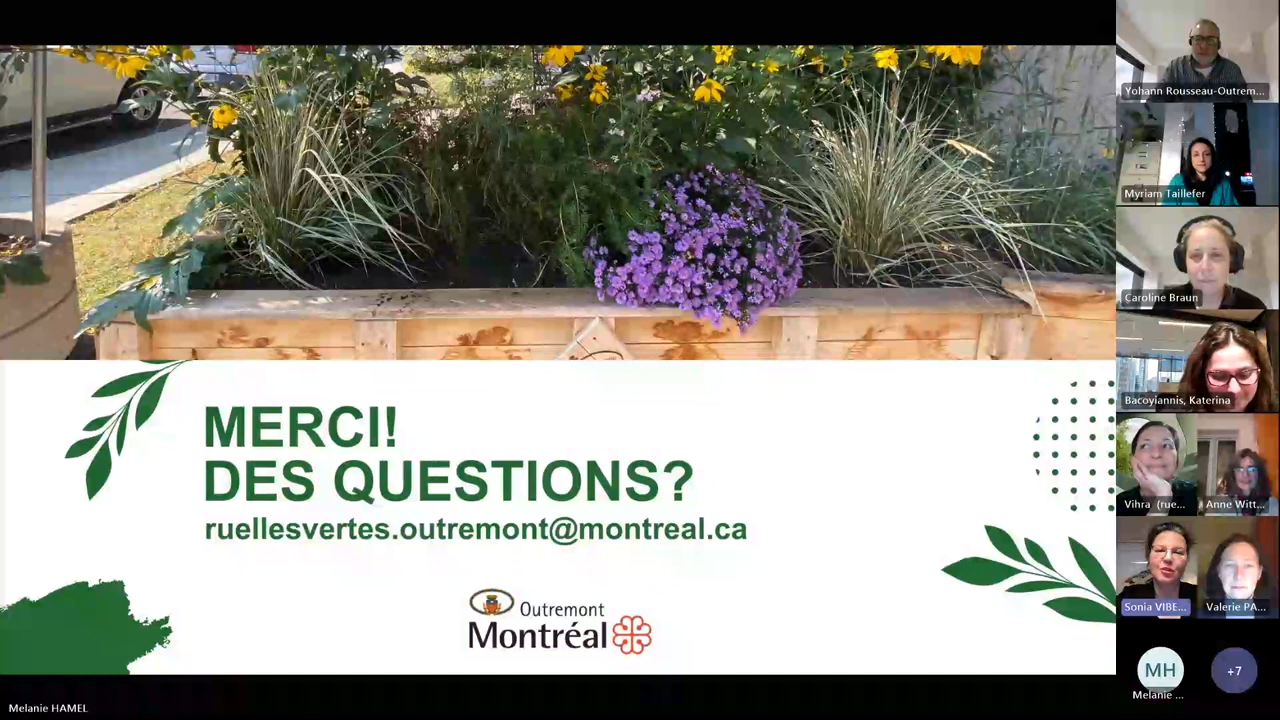 MERCI!
DES QUESTIONS?
ruellesvertes.outremont@montreal.ca
Outremont
Montréal
Melanie HAMEL
Yohann Rousseau-Outrem...
Myriam Taillefer
Caroline Braun
Bacoyiannis, Katerina
Vihra (rue...
Anne Witt...
Sonia VIBE...
Valerie PA...
MH
Melanie ...
+7